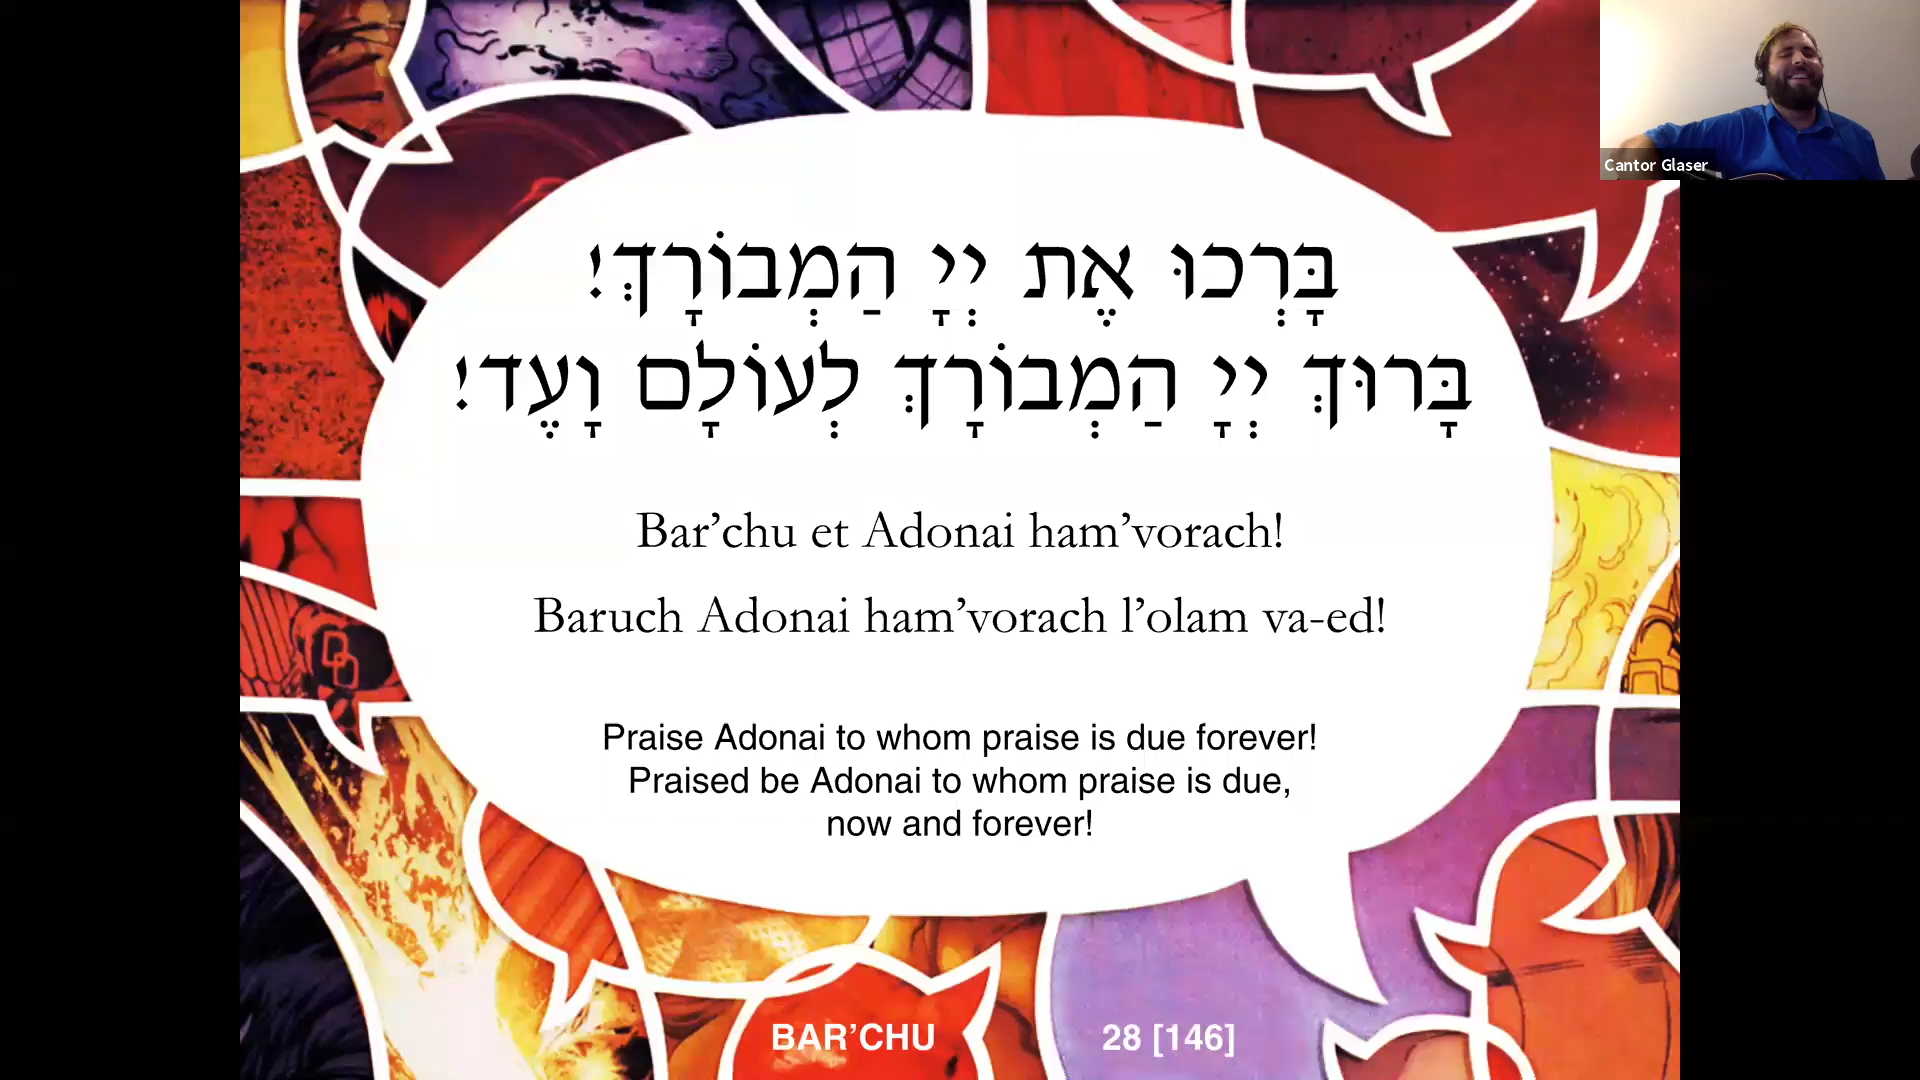 בָּרְכוּ אֶת יְיָ הַמְבוֹרָךְ!
בָּרוּךְ יְיָ הַמְבוֹרָךְ לְעוֹלָם וָעֶד!
Bar’chu et Adonai ham’vorach!
Baruch Adonai ham’vorach l’olam va-ed!
Praise Adonai to whom praise is due forever!
Praised be Adonai to whom praise is due,
now and forever!
BAR’CHU 28 [146]
Cantor Glaser